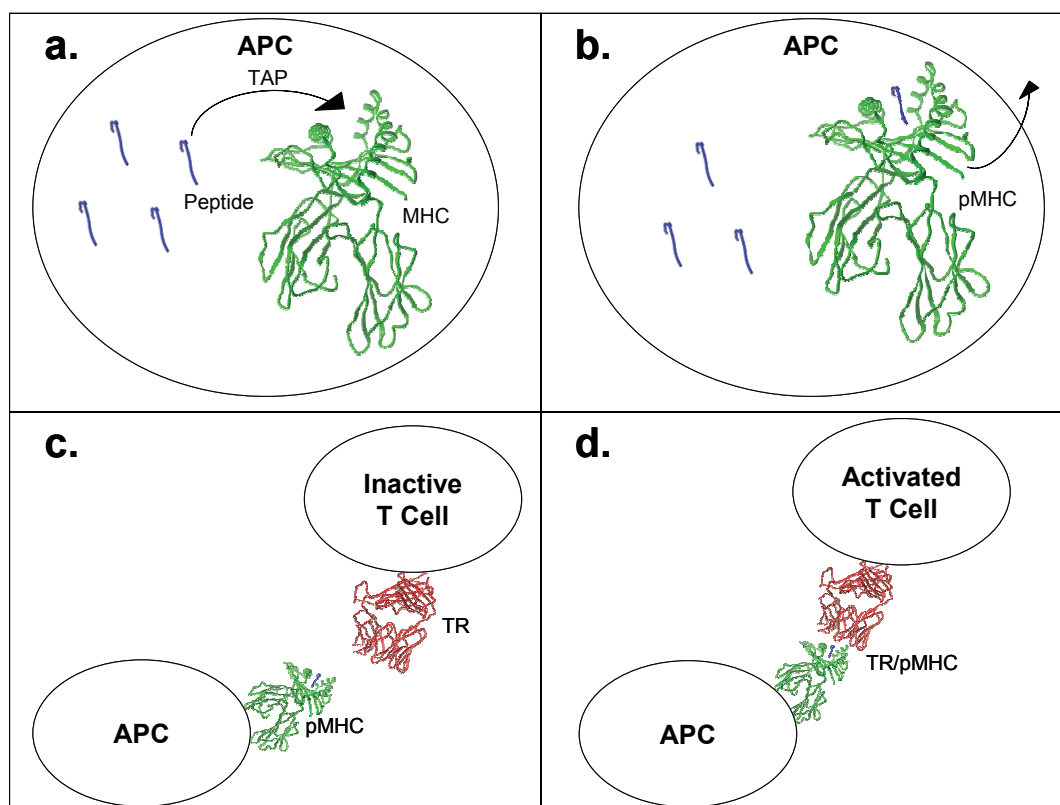 a.
APC
TAP
Peptide
MHC
b.
APC
pMHC
c.
Inactive
T Cell
TR
pMHC
APC
d.
Activated
T Cell
TR/pMHC
APC